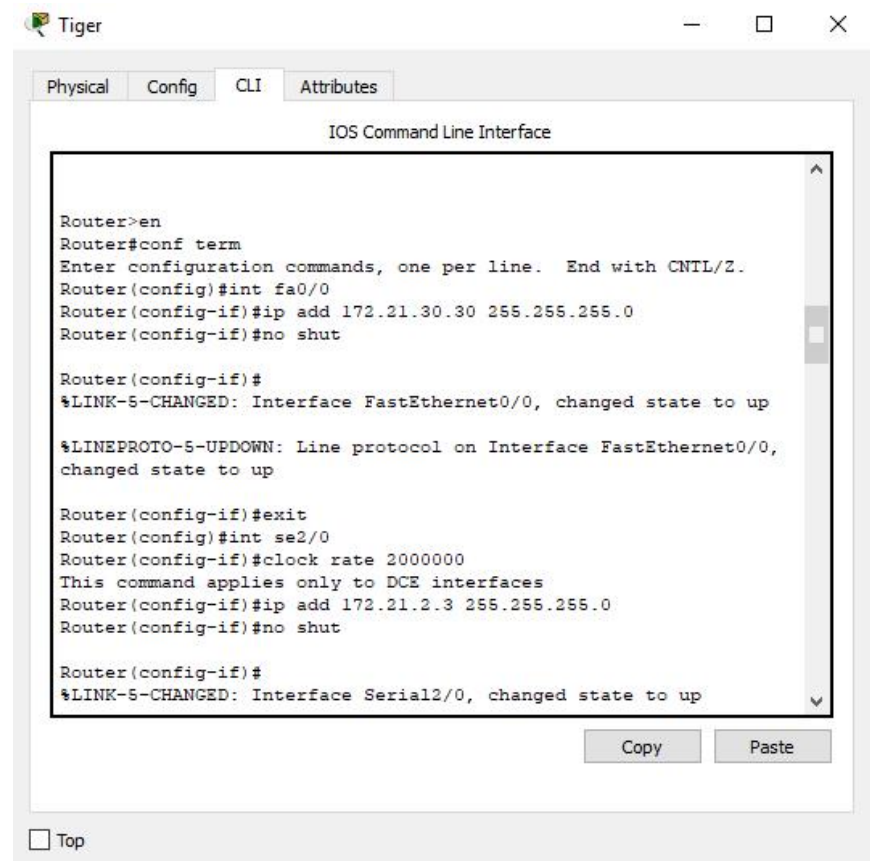 Tiger
Physical Config CLI Attributes
IOS Command Line Interface
Router>en
Router#conf term
Enter configuration commands, one per line.  End with CNTL/Z.
Router(config)#int fa0/0
Router(config-if)#ip add 172.21.30.30 255.255.255.0
Router(config-if)#no shut
Router(config-if)#
%LINK-5-CHANGED: Interface FastEthernet0/0, changed state to up
%LINEPROTO-5-UPDOWN: Line protocol on Interface FastEthernet0/0,
changed state to up
Router(config-if)#exit
Router(config)#int se2/0
Router(config-if)#clock rate 2000000
This command applies only to DCE interfaces
Router(config-if)#ip add 172.21.2.3 255.255.255.0
Router(config-if)#no shut
Router(config-if)#
%LINK-5-CHANGED: Interface Serial2/0, changed state to up
Copy Paste
Top